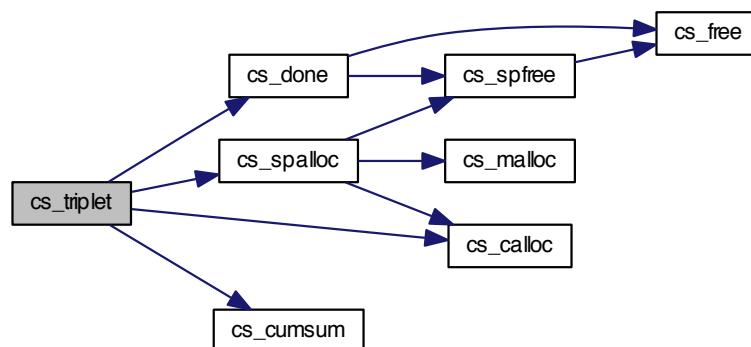 cs_free
cs_done
cs_spfree
cs_spalloc
cs_malloc
cs_triplet
cs_calloc
cs_cumsum